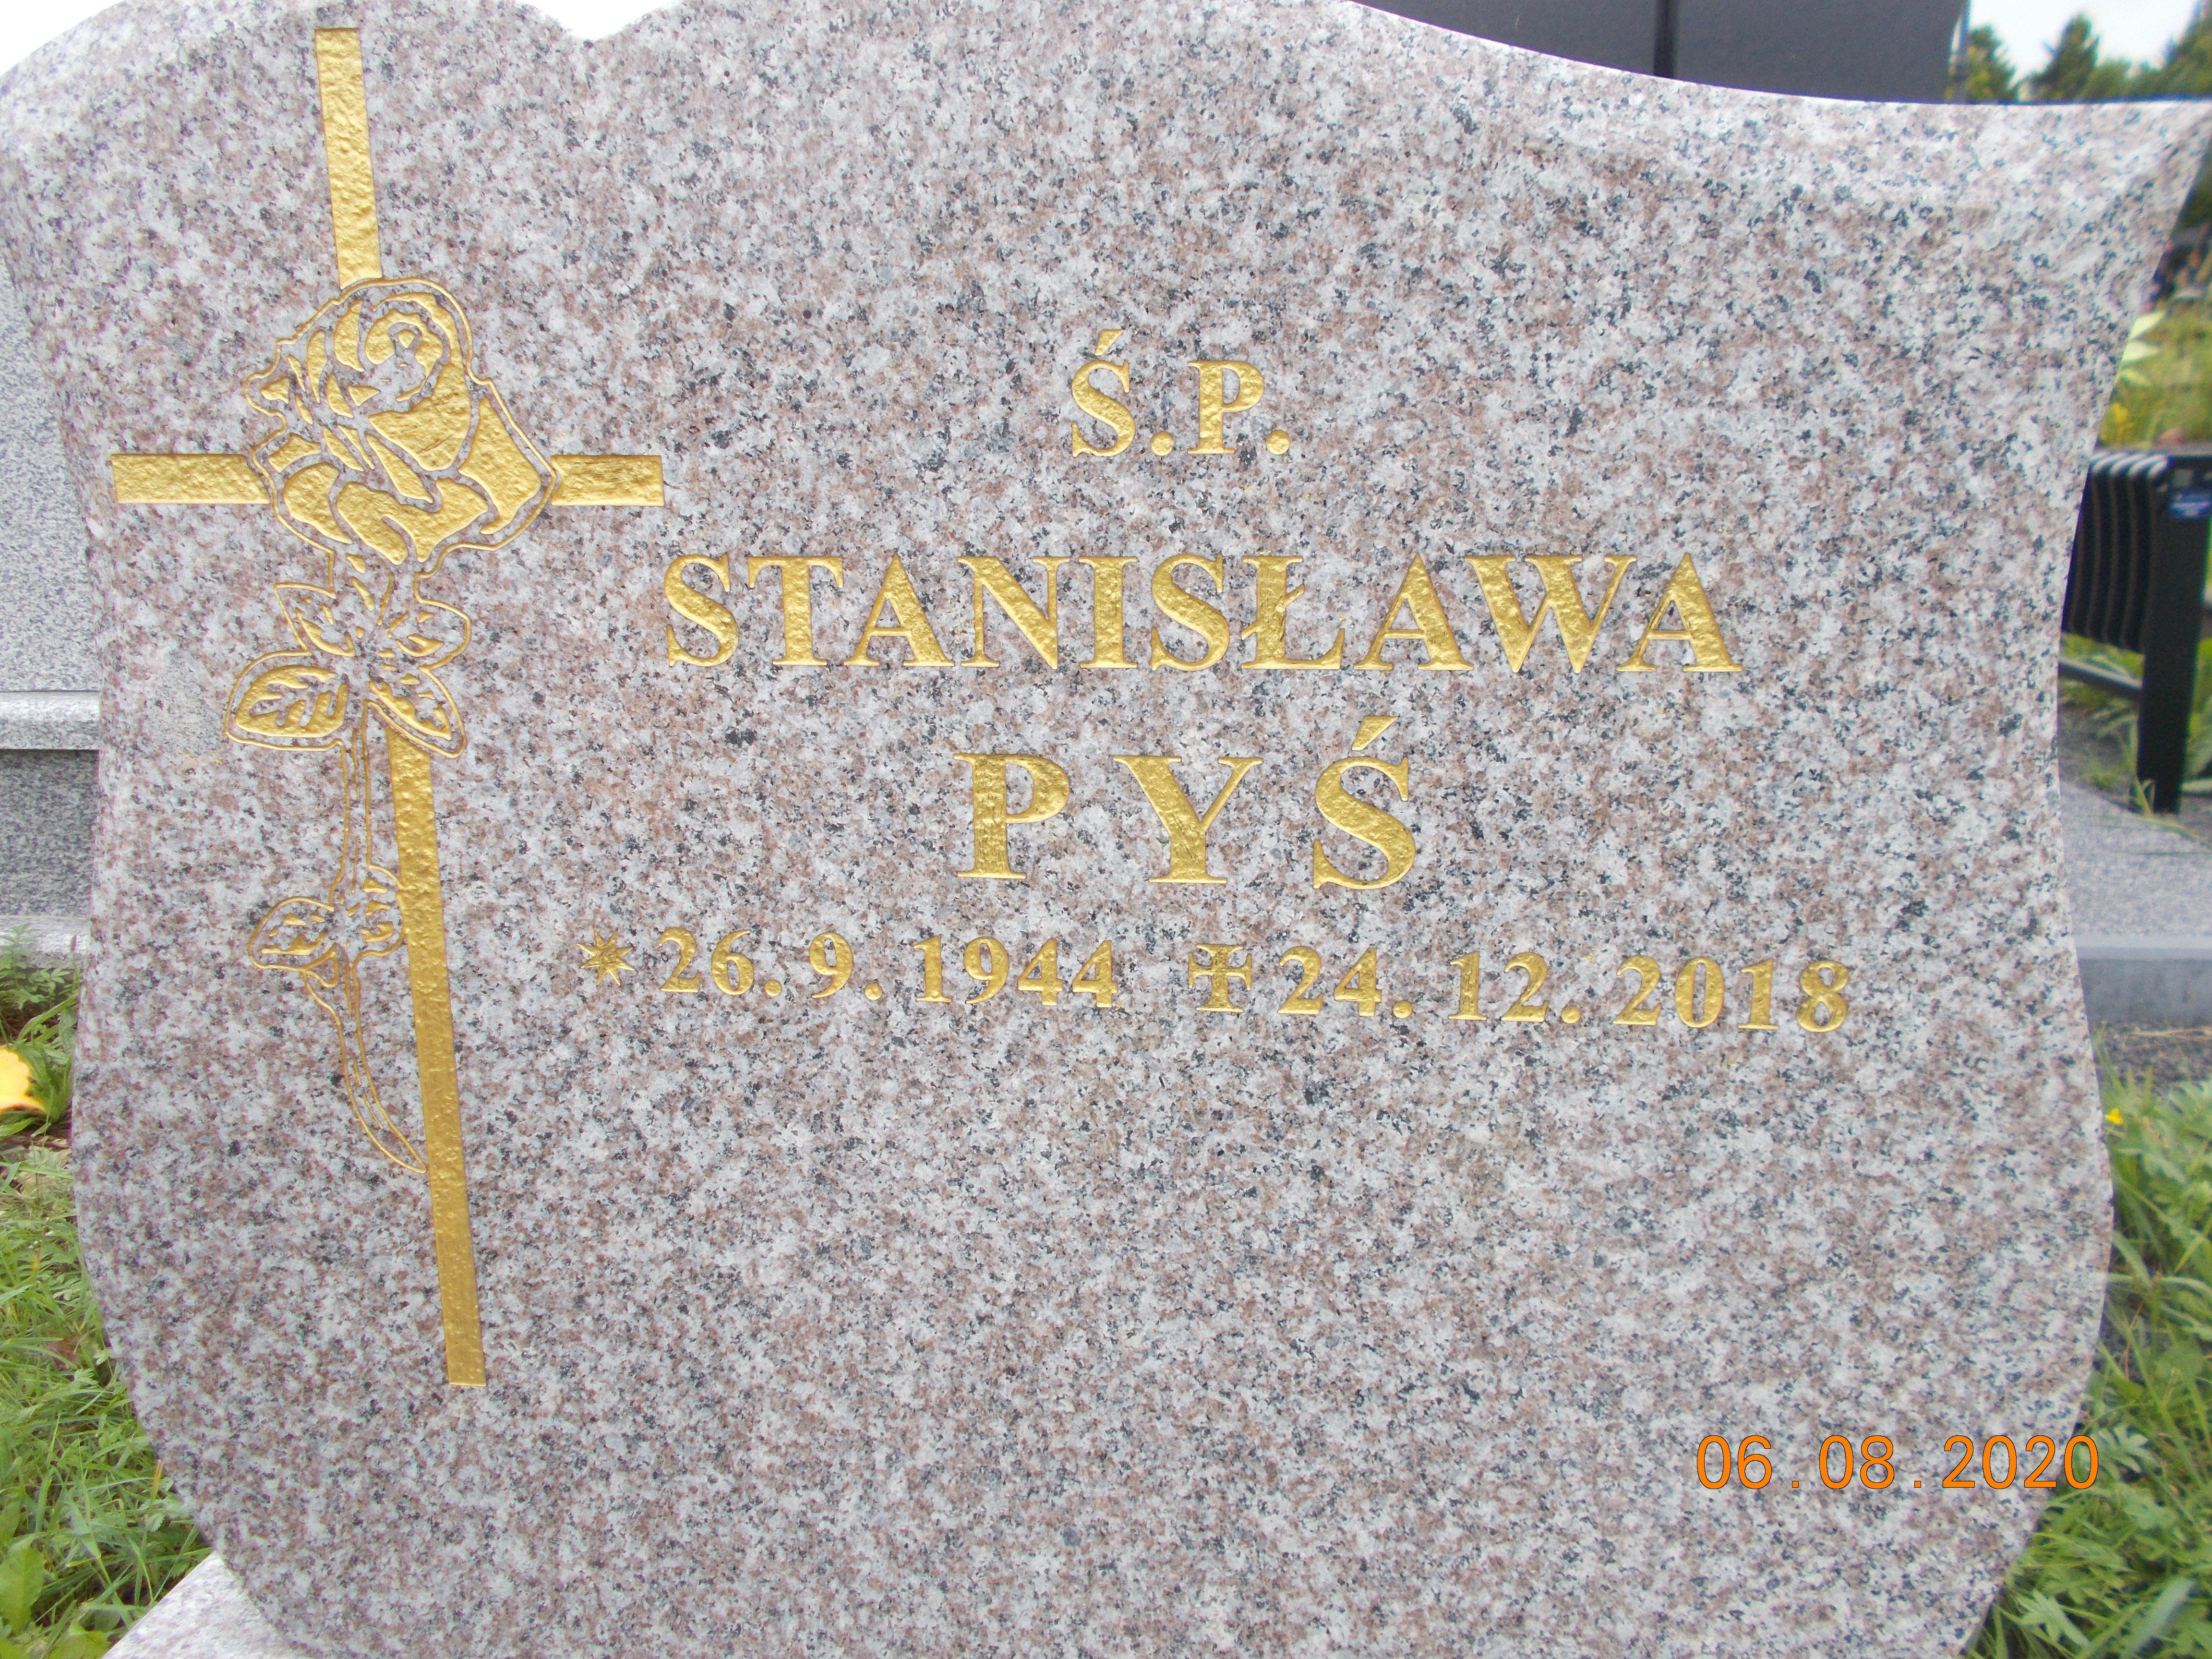 Ś.P.
STANISŁAWA
PYŚ
* 26.9.1944 ✠ 24.12.2018
06.08.2020